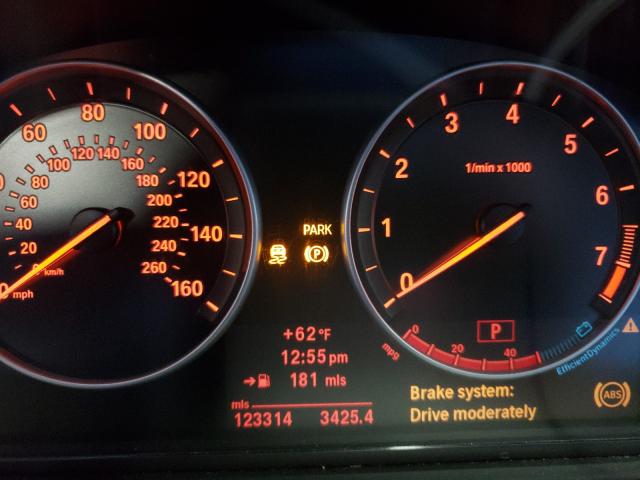 60 80 100 120 140 160
20 40 60 80 100 120 140 160 180 200 220 240 260
0 km/h
0 mph
PARK
(P)
+62 °F
12:55 pm
181 mls
mls
123314 3425.4
0 1 2 3 4 5 6 7
1/min x 1000
P
0 20 40
mpg
EfficientDynamics
Brake system:
Drive moderately
ABS